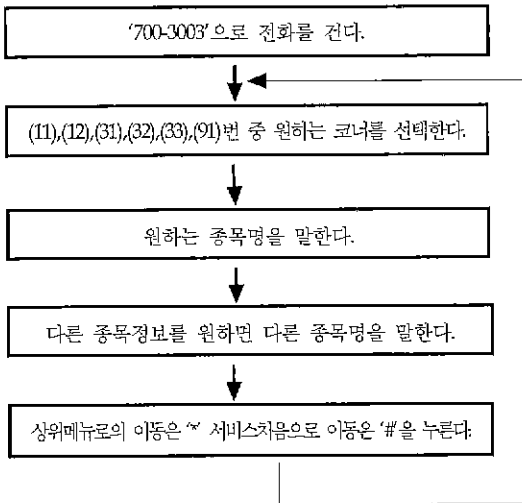 '700-3003'으로 전화를 건다.
(11),(12),(31),(32),(33),(91)번 중 원하는 코너를 선택한다.
원하는 종목명을 말한다.
다른 종목정보를 원하면 다른 종목명을 말한다.
상위메뉴로의 이동은 '*' 서비스처음으로 이동은 '#'을 누른다.